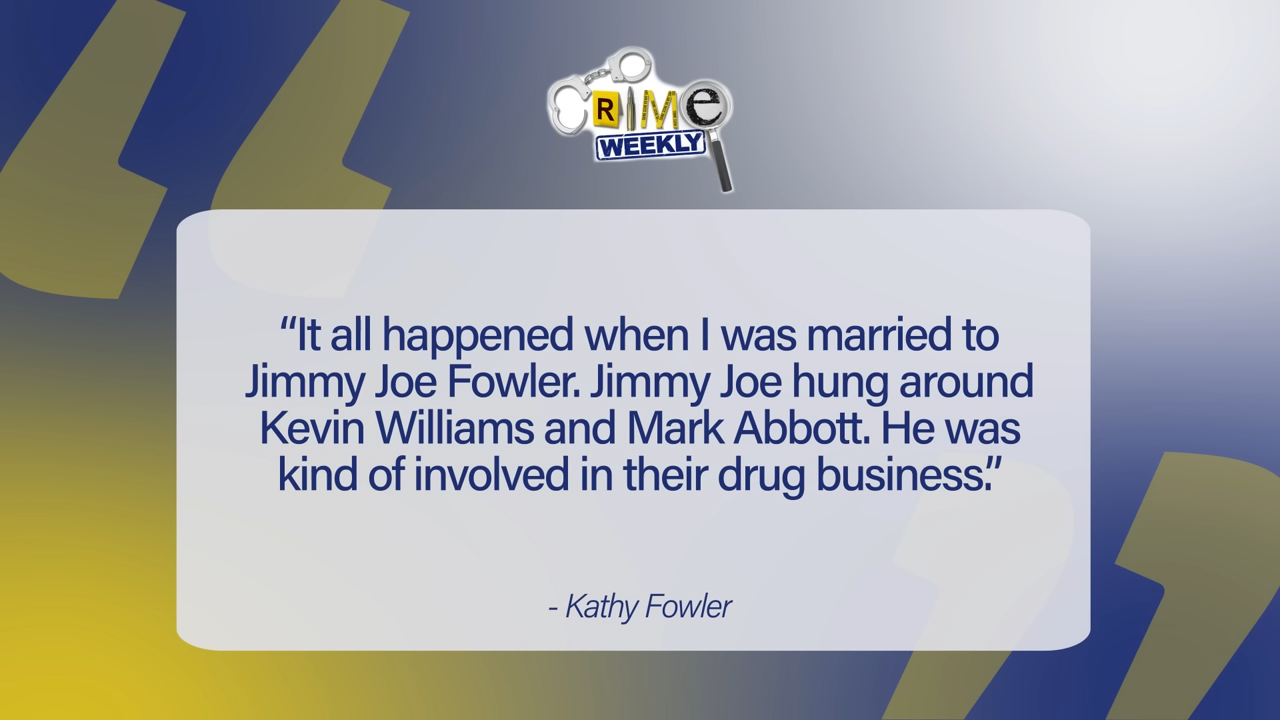 CRIMe
WEEKLY
“It all happened when I was married to
Jimmy Joe Fowler. Jimmy Joe hung around
Kevin Williams and Mark Abbott. He was
kind of involved in their drug business.”
- Kathy Fowler